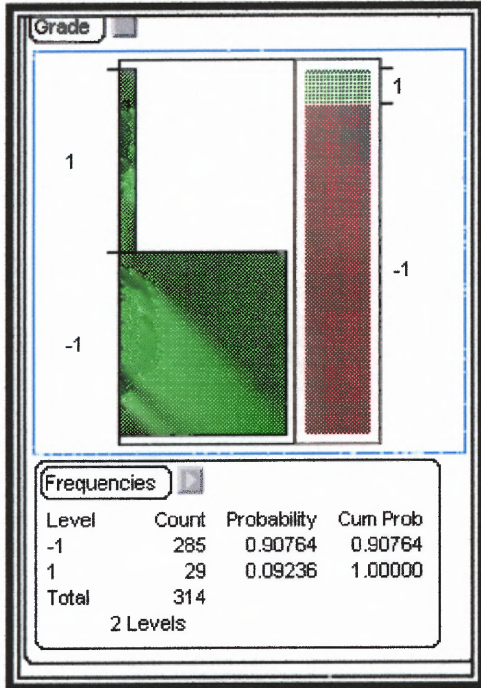 Grade
1
1
-1
-1
Frequencies
Level Count Probability Cum Prob
-1 285 0.90764 0.90764
1 29 0.09236 1.00000
Total 314
2 Levels